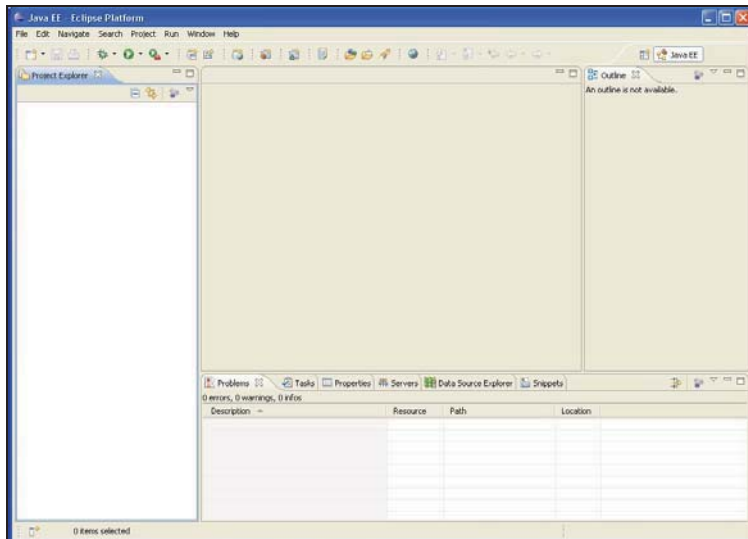 Java EE - Eclipse Platform
File Edit Navigate Search Project Run Window Help
Java EE
Project Explorer
Outline
An outline is not available.
Problems Tasks Properties Servers Data Source Explorer Snippets
0 errors, 0 warnings, 0 infos
Description Resource Path Location
0 items selected